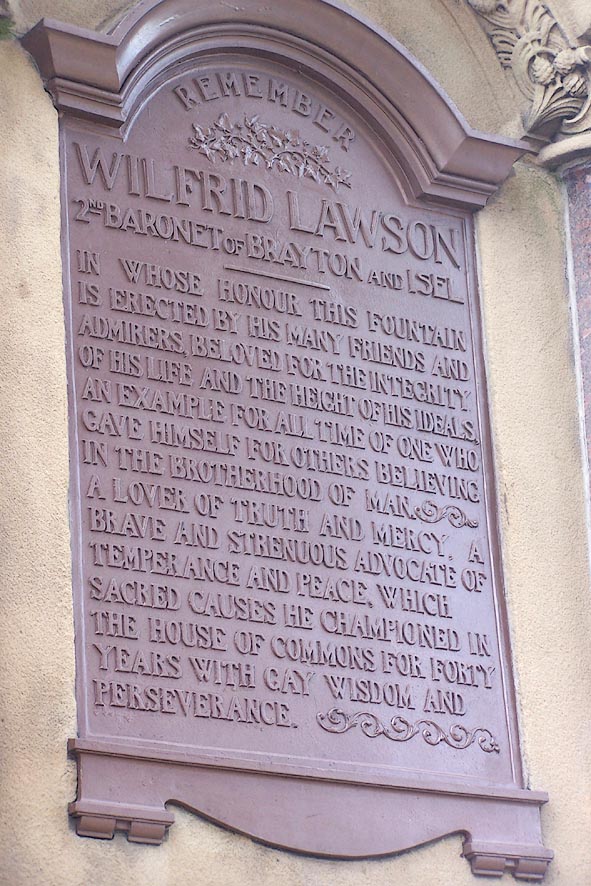 REMEMBER
WILFRID LAWSON
2ND BARONET OF BRAYTON AND ISEL
IN WHOSE HONOUR THIS FOUNTAIN
IS ERECTED BY HIS MANY FRIENDS AND
ADMIRERS, BELOVED FOR THE INTEGRITY
OF HIS LIFE AND THE HEIGHT OF HIS IDEALS,
AN EXAMPLE FOR ALL TIME OF ONE WHO
GAVE HIMSELF FOR OTHERS BELIEVING
IN THE BROTHERHOOD OF MAN.
A LOVER OF TRUTH AND MERCY, A
BRAVE AND STRENUOUS ADVOCATE OF
TEMPERANCE AND PEACE, WHICH
SACRED CAUSES HE CHAMPIONED IN
THE HOUSE OF COMMONS FOR FORTY
YEARS WITH GAY WISDOM AND
PERSEVERANCE.